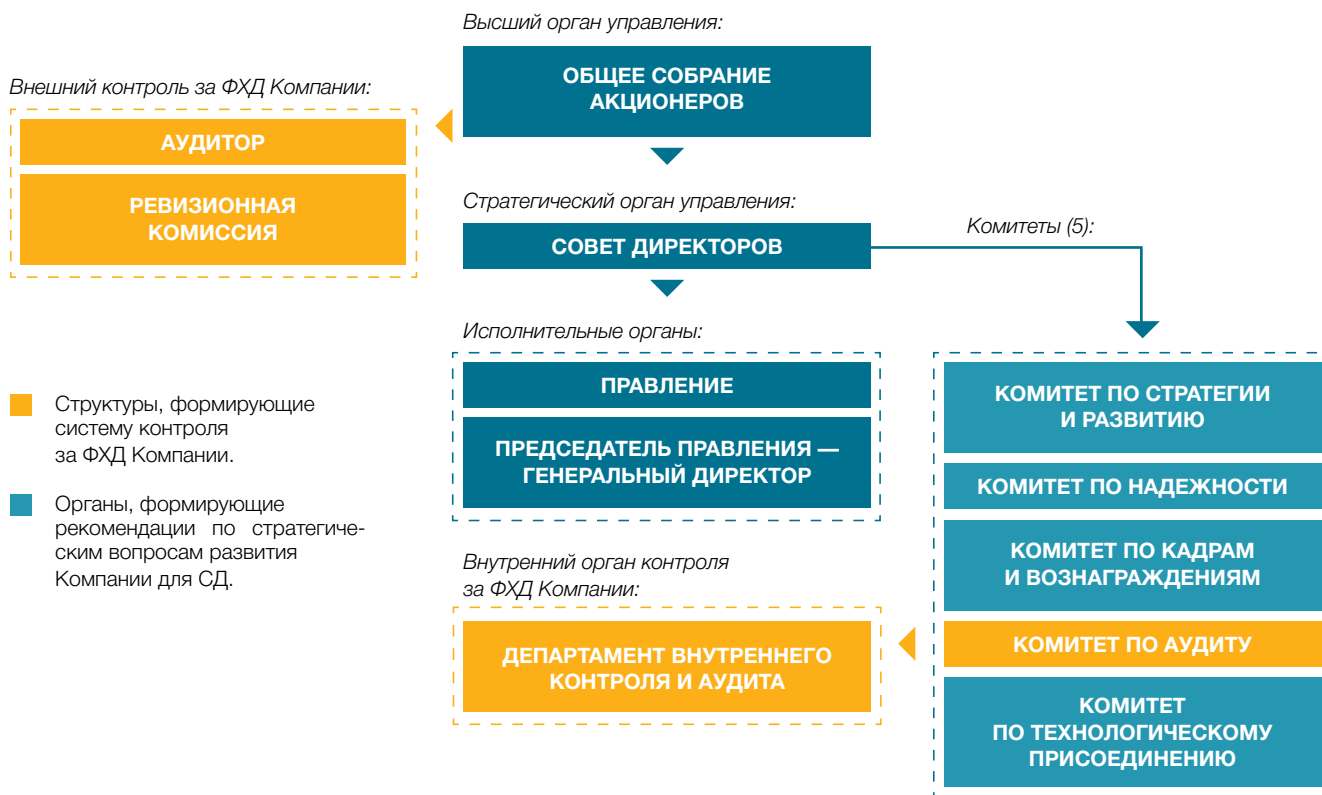 Высший орган управления:
ОБЩЕЕ СОБРАНИЕ
АКЦИОНЕРОВ
Внешний контроль за ФХД Компании:
АУДИТОР
РЕВИЗИОННАЯ
КОМИССИЯ
Стратегический орган управления:
СОВЕТ ДИРЕКТОРОВ
Комитеты (5):
Исполнительные органы:
ПРАВЛЕНИЕ
ПРЕДСЕДАТЕЛЬ ПРАВЛЕНИЯ —
ГЕНЕРАЛЬНЫЙ ДИРЕКТОР
КОМИТЕТ ПО СТРАТЕГИИ
И РАЗВИТИЮ
КОМИТЕТ ПО НАДЕЖНОСТИ
КОМИТЕТ ПО КАДРАМ
И ВОЗНАГРАЖДЕНИЯМ
КОМИТЕТ ПО АУДИТУ
КОМИТЕТ
ПО ТЕХНОЛОГИЧЕСКОМУ
ПРИСОЕДИНЕНИЮ
Внутренний орган контроля
за ФХД Компании:
ДЕПАРТАМЕНТ ВНУТРЕННЕГО
КОНТРОЛЯ И АУДИТА
Структуры, формирующие
систему контроля
за ФХД Компании.
Органы, формирующие
рекомендации по стратегиче-
ским вопросам развития
Компании для СД.